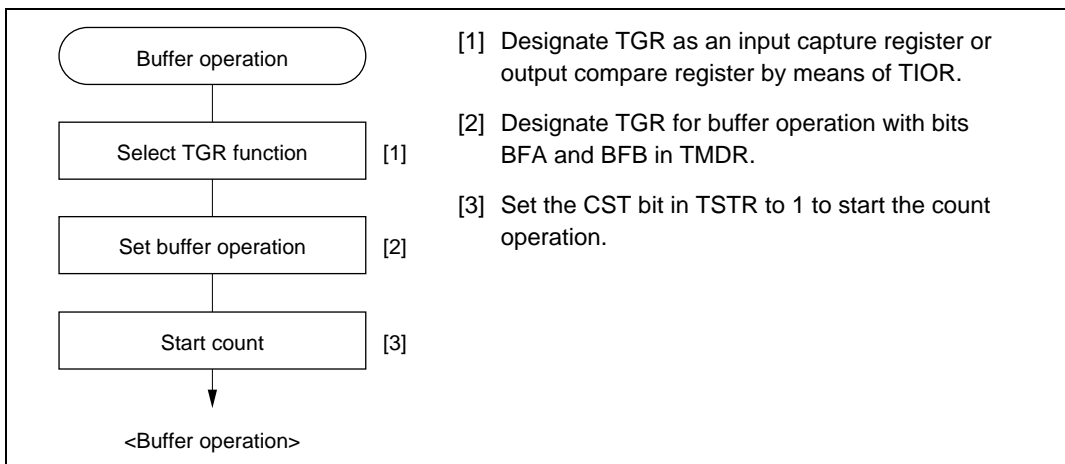 Buffer operation
Select TGR function [1]
Set buffer operation [2]
Start count [3]
<Buffer operation>
[1] Designate TGR as an input capture register or
output compare register by means of TIOR.
[2] Designate TGR for buffer operation with bits
BFA and BFB in TMDR.
[3] Set the CST bit in TSTR to 1 to start the count
operation.